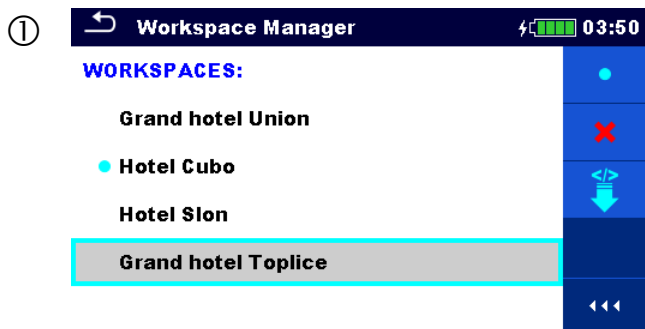 ①
Workspace Manager 03:50
WORKSPACES:
Grand hotel Union
Hotel Cubo
Hotel Slon
Grand hotel Toplice
</>